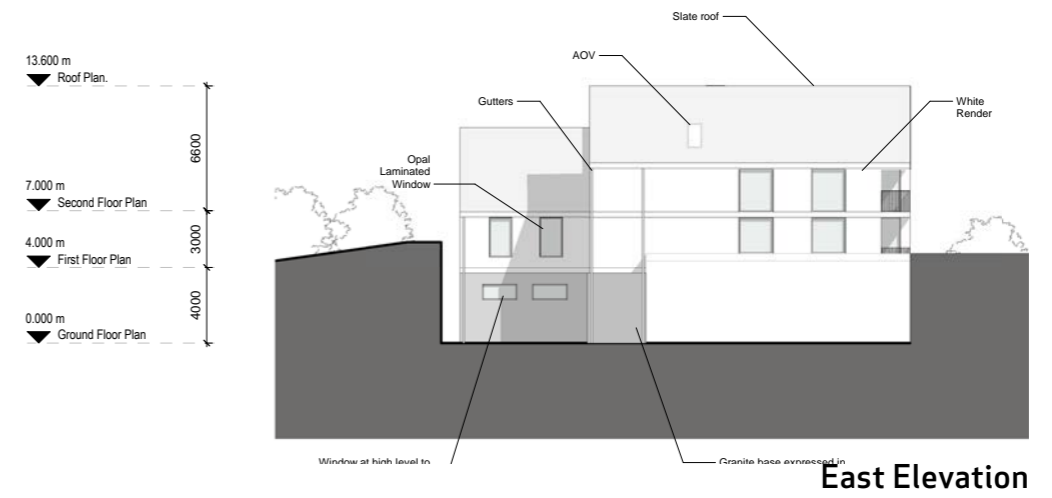 Slate roof
AOV
Gutters
White
Render
Opal
Laminated
Window
13.600 m
Roof Plan.
6600
7.000 m
Second Floor Plan
3000
4.000 m
First Floor Plan
4000
0.000 m
Ground Floor Plan
Window at high level to
Granite base expressed in
East Elevation